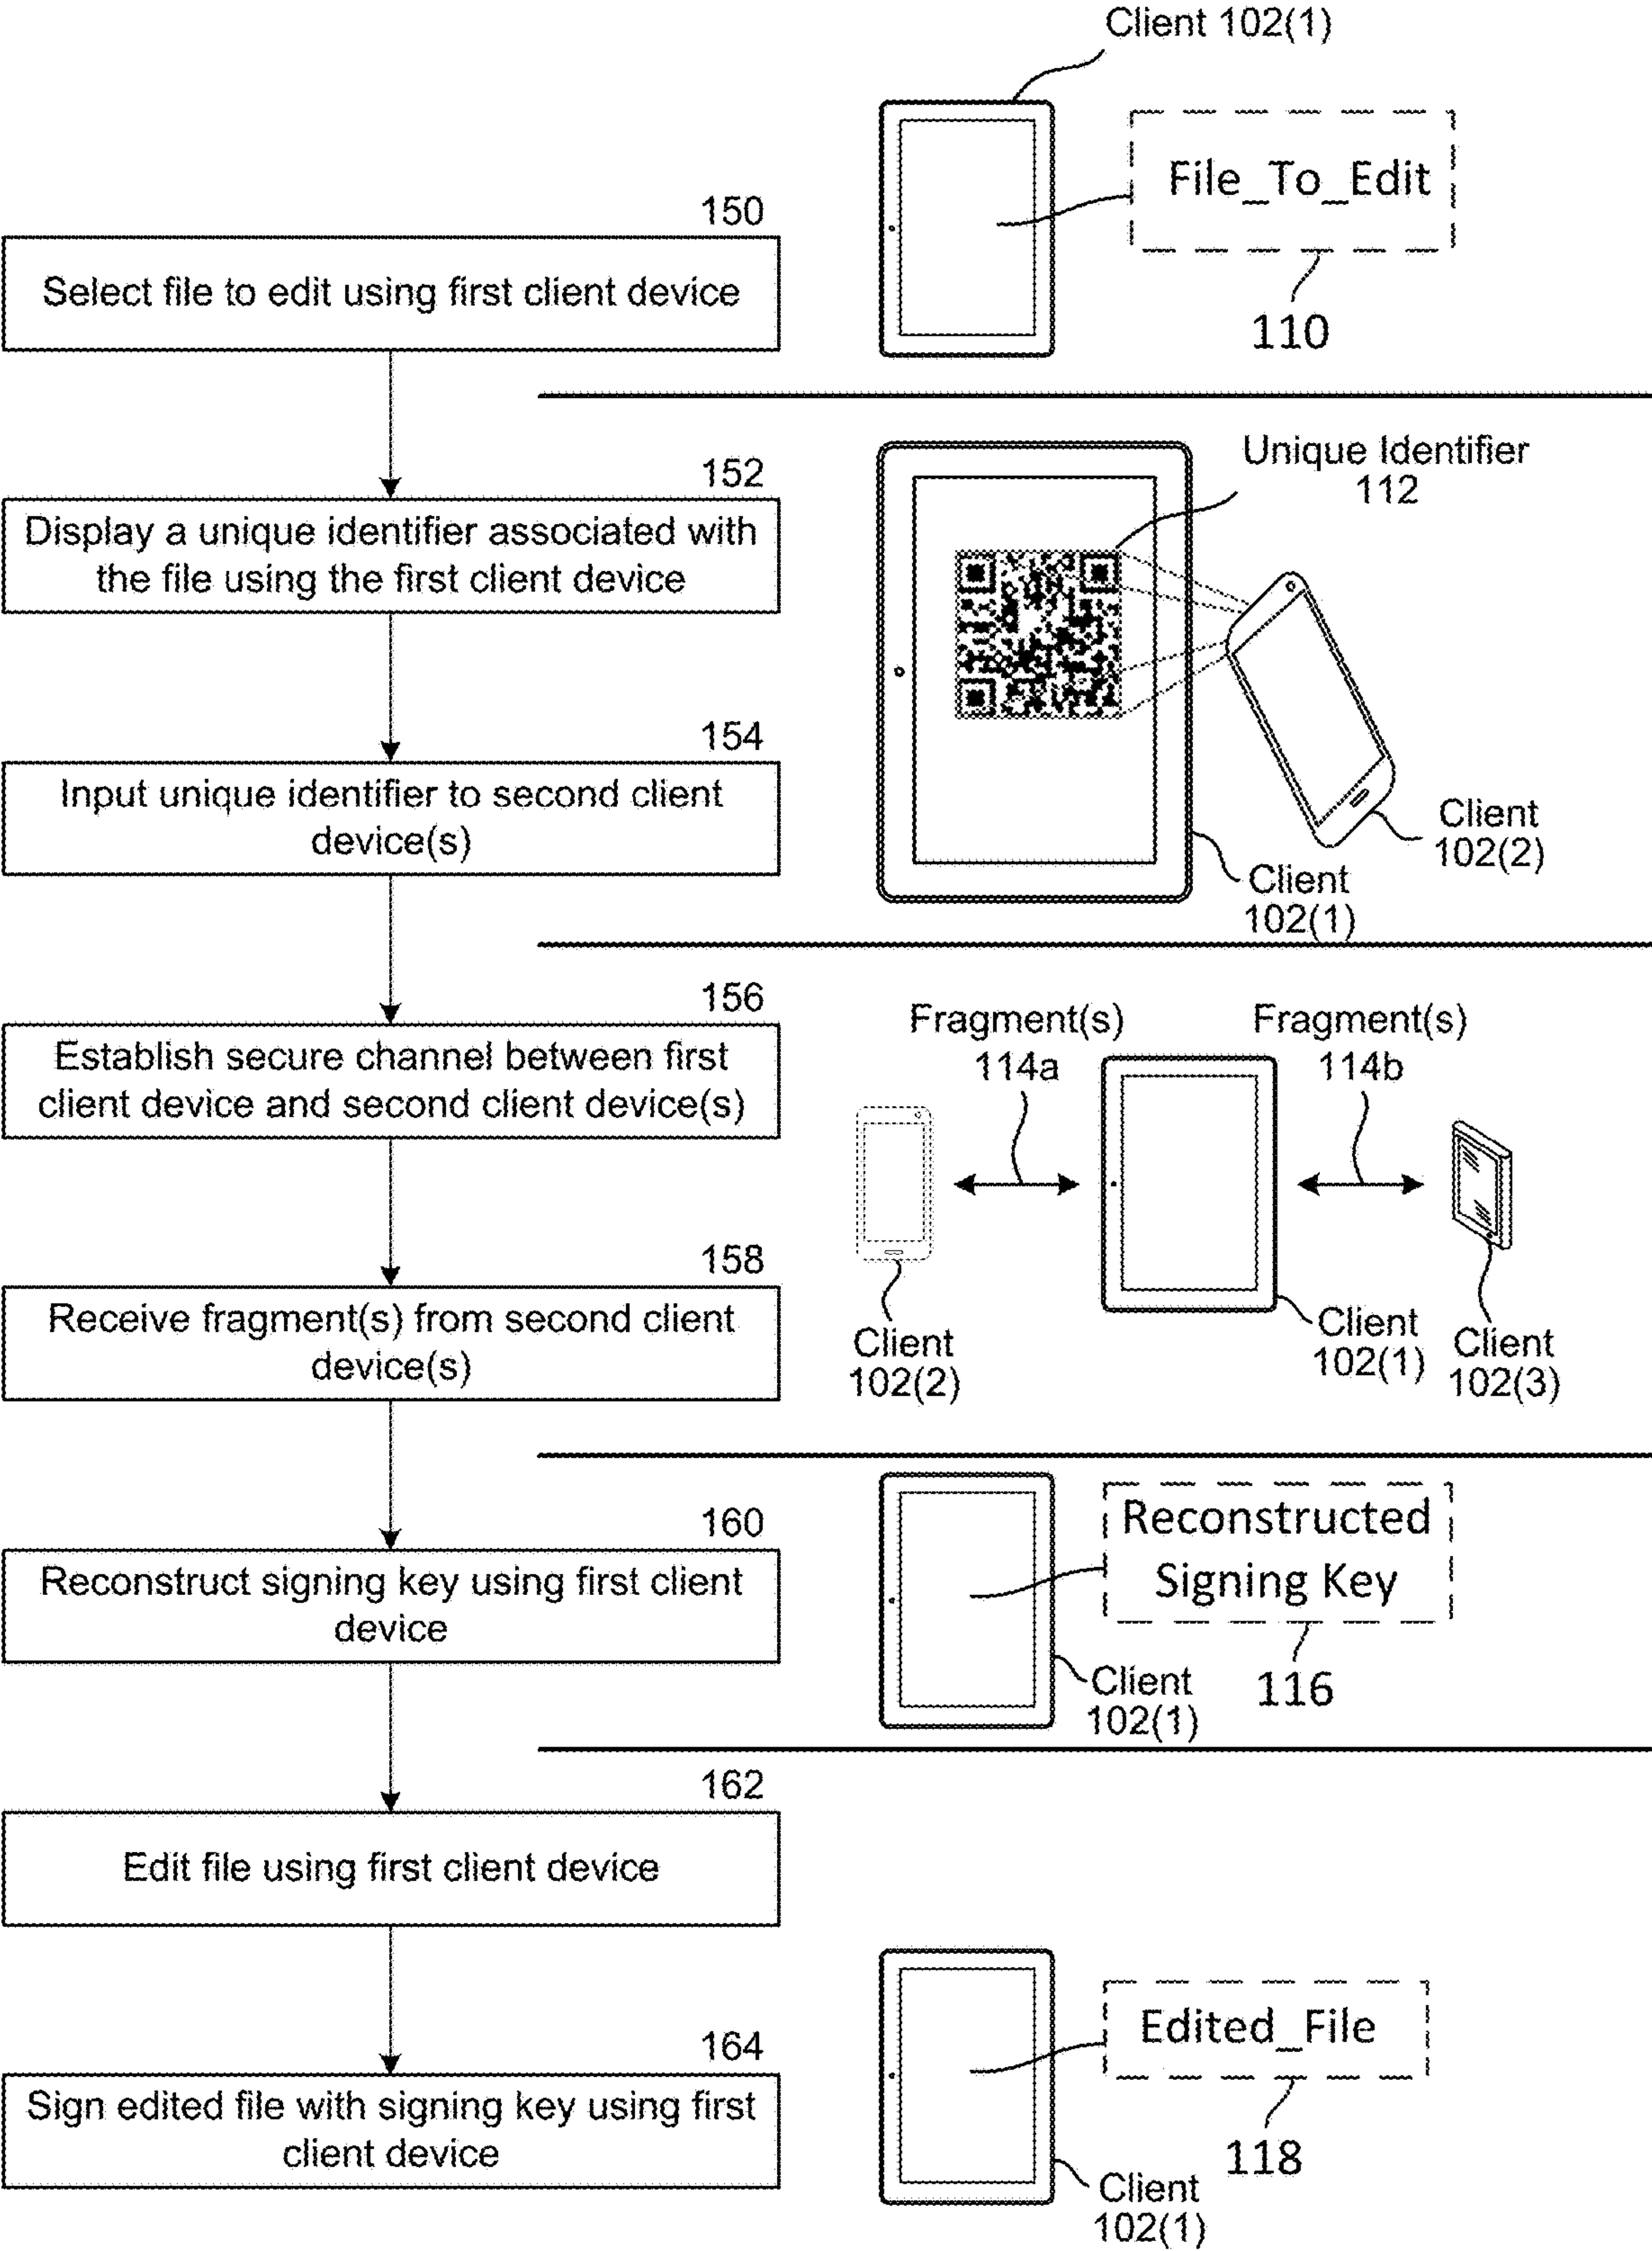 Client 102(1)
File_To_Edit
110
150
Select file to edit using first client device
Unique Identifier
112
152
Display a unique identifier associated with
the file using the first client device
154
Input unique identifier to second client
device(s)
Client
102(2)
Client
102(1)
156
Establish secure channel between first
client device and second client device(s)
Fragment(s)
114a
Fragment(s)
114b
158
Receive fragment(s) from second client
device(s)
Client
102(2)
Client
102(1)
Client
102(3)
160
Reconstruct signing key using first client
device
Reconstructed
Signing Key
116
Client
102(1)
162
Edit file using first client device
164
Sign edited file with signing key using first
client device
Edited_File
118
Client
102(1)